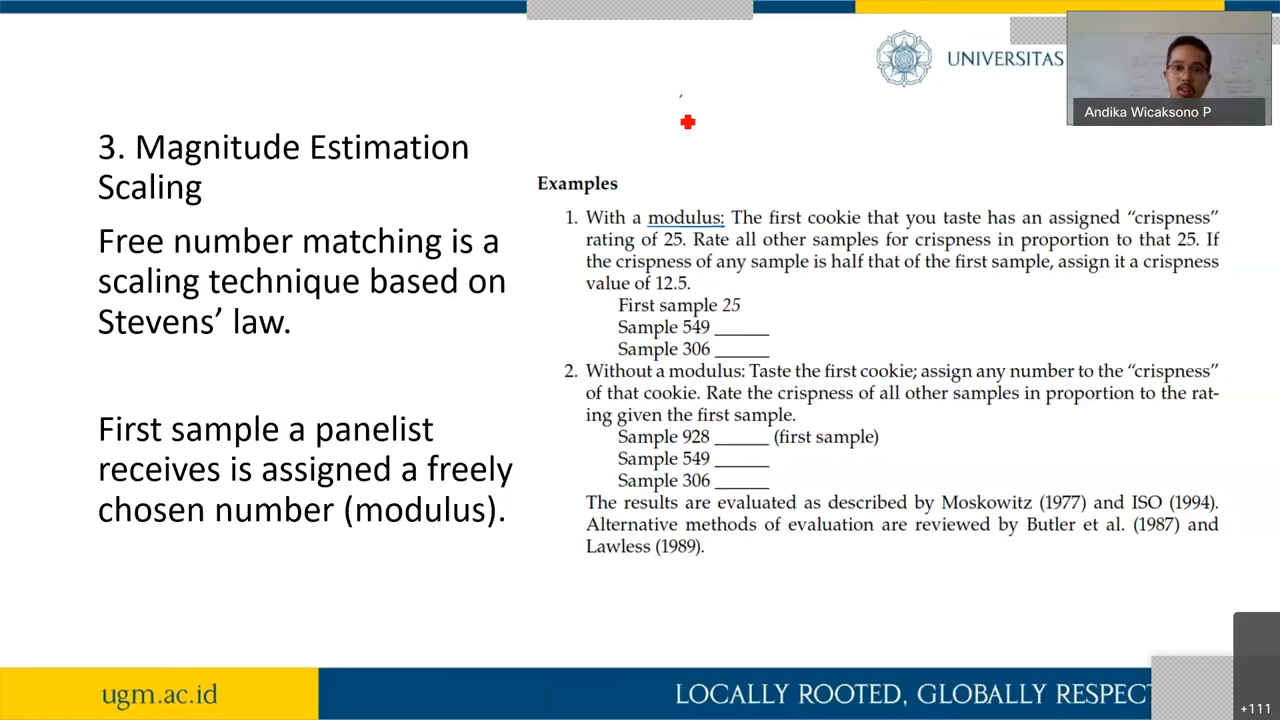 UNIVERSITAS
Andika Wicaksono P
3. Magnitude Estimation
Scaling
Free number matching is a
scaling technique based on
Stevens’ law.
First sample a panelist
receives is assigned a freely
chosen number (modulus).
Examples
1. With a modulus: The first cookie that you taste has an assigned “crispness”
rating of 25. Rate all other samples for crispness in proportion to that 25. If
the crispness of any sample is half that of the first sample, assign it a crispness
value of 12.5.
First sample 25
Sample 549 ______
Sample 306 ______
2. Without a modulus: Taste the first cookie; assign any number to the “crispness”
of that cookie. Rate the crispness of all other samples in proportion to the rat-
ing given the first sample.
Sample 928 ______ (first sample)
Sample 549 ______
Sample 306 ______
The results are evaluated as described by Moskowitz (1977) and ISO (1994).
Alternative methods of evaluation are reviewed by Butler et al. (1987) and
Lawless (1989).
ugm.ac.id
LOCALLY ROOTED, GLOBALLY RESPEC
+111